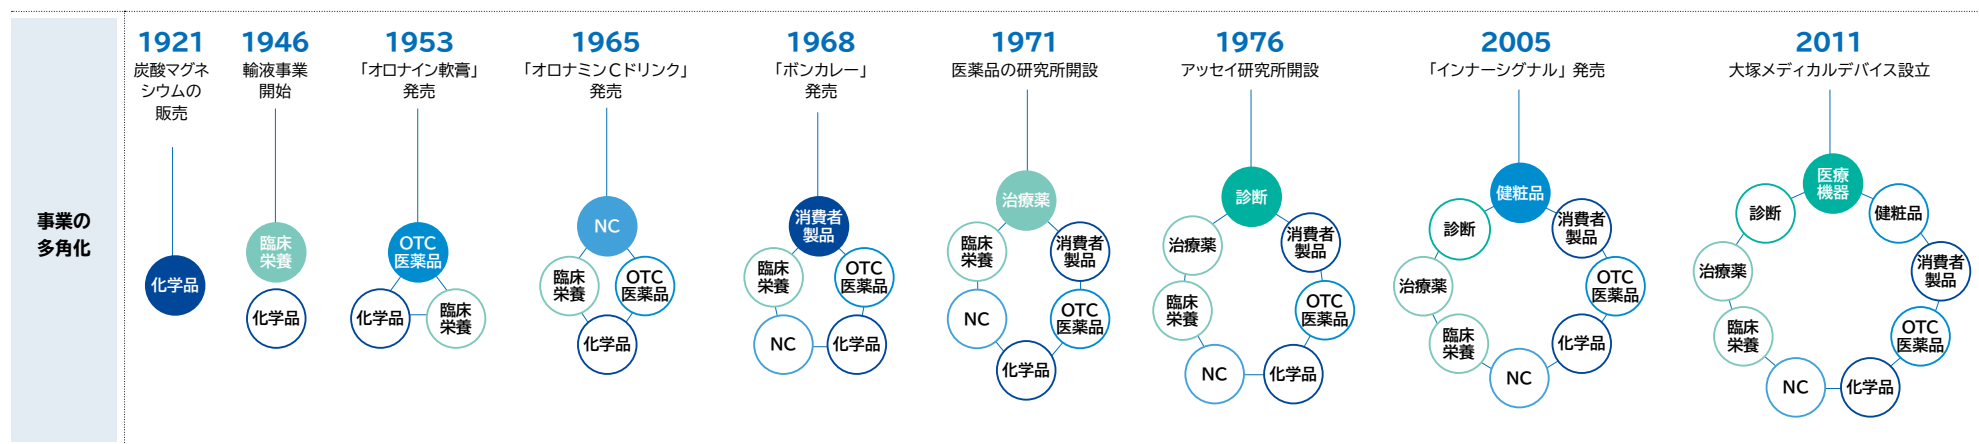 事業の
多角化
1921
炭酸マグネ
シウムの
販売
化学品
1946
輸液事業
開始
臨床
栄養
化学品
1953
「オロナイン軟膏」
発売
OTC
医薬品
化学品
臨床
栄養
1965
「オロナミンCドリンク」
発売
NC
臨床
栄養
OTC
医薬品
化学品
1968
「ボンカレー」
発売
消費者
製品
臨床
栄養
OTC
医薬品
NC
化学品
1971
医薬品の研究所開設
治療薬
臨床
栄養
消費者
製品
NC
OTC
医薬品
化学品
1976
アッセイ研究所開設
診断
治療薬
消費者
製品
臨床
栄養
OTC
医薬品
NC
化学品
2005
「インナーシグナル」発売
健粧品
診断
消費者
製品
治療薬
OTC
医薬品
臨床
栄養
化学品
NC
2011
大塚メディカルデバイス設立
医療
機器
診断
健粧品
治療薬
消費者
製品
臨床
栄養
OTC
医薬品
NC
化学品